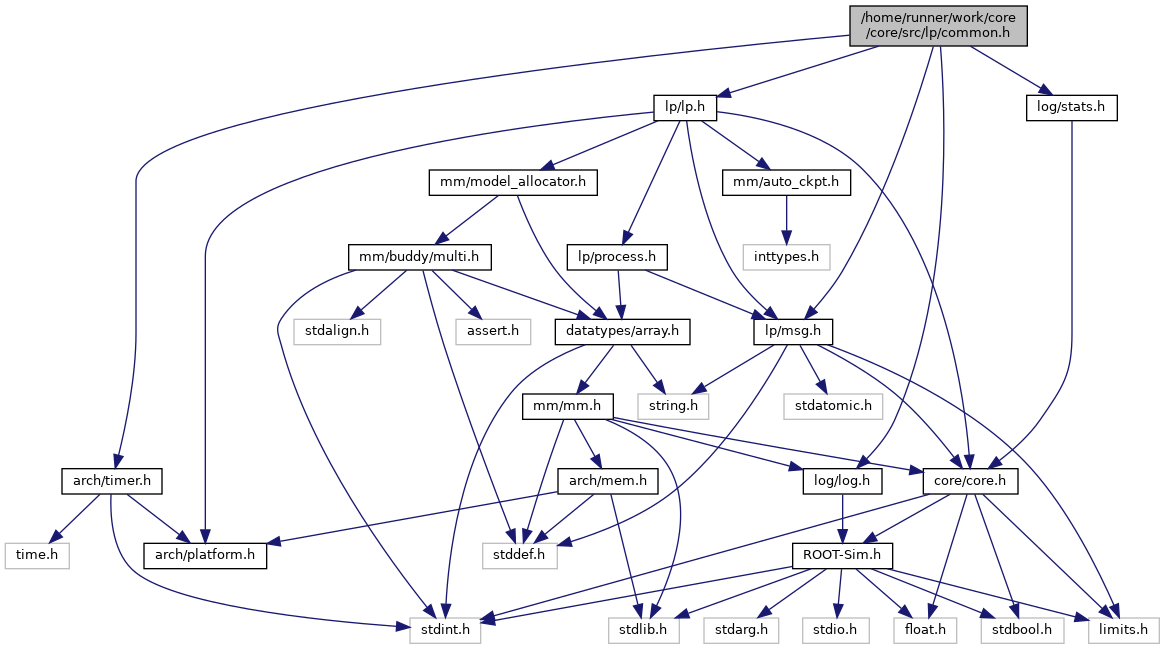 /home/runner/work/core
/core/src/lp/common.h
lp/lp.h
log/stats.h
mm/model_allocator.h
mm/auto_ckpt.h
mm/buddy/multi.h
lp/process.h
inttypes.h
stdalign.h
assert.h
datatypes/array.h
lp/msg.h
mm/mm.h
string.h
stdatomic.h
arch/timer.h
arch/mem.h
log/log.h
core/core.h
time.h
arch/platform.h
stddef.h
ROOT-Sim.h
stdint.h
stdlib.h
stdarg.h
stdio.h
float.h
stdbool.h
limits.h